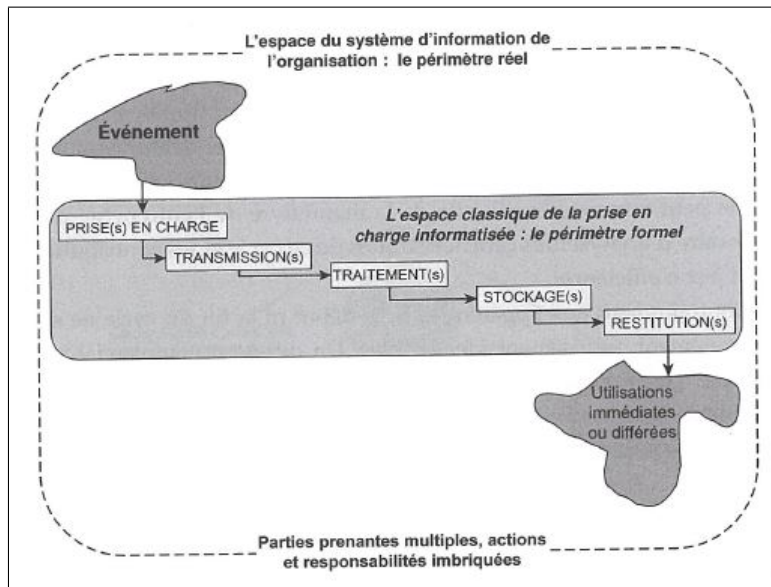 L'espace du système d'information de
l'organisation : le périmètre réel
Événement
L'espace classique de la prise en
charge informatisée : le périmètre formel
PRISE(s) EN CHARGE
TRANSMISSION(s)
TRAITEMENT(s)
STOCKAGE(s)
RESTITUTION(s)
Utilisations
immédiates
ou différées
Parties prenantes multiples, actions
et responsabilités imbriquées